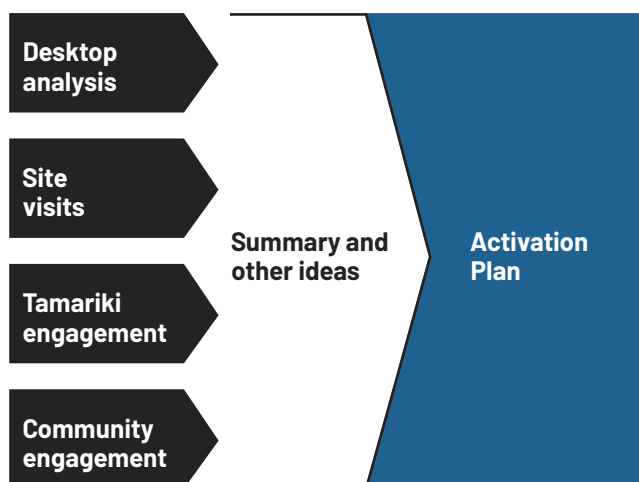 Desktop
analysis
Site
visits
Tamariki
engagement
Community
engagement
Summary and
other ideas
Activation
Plan